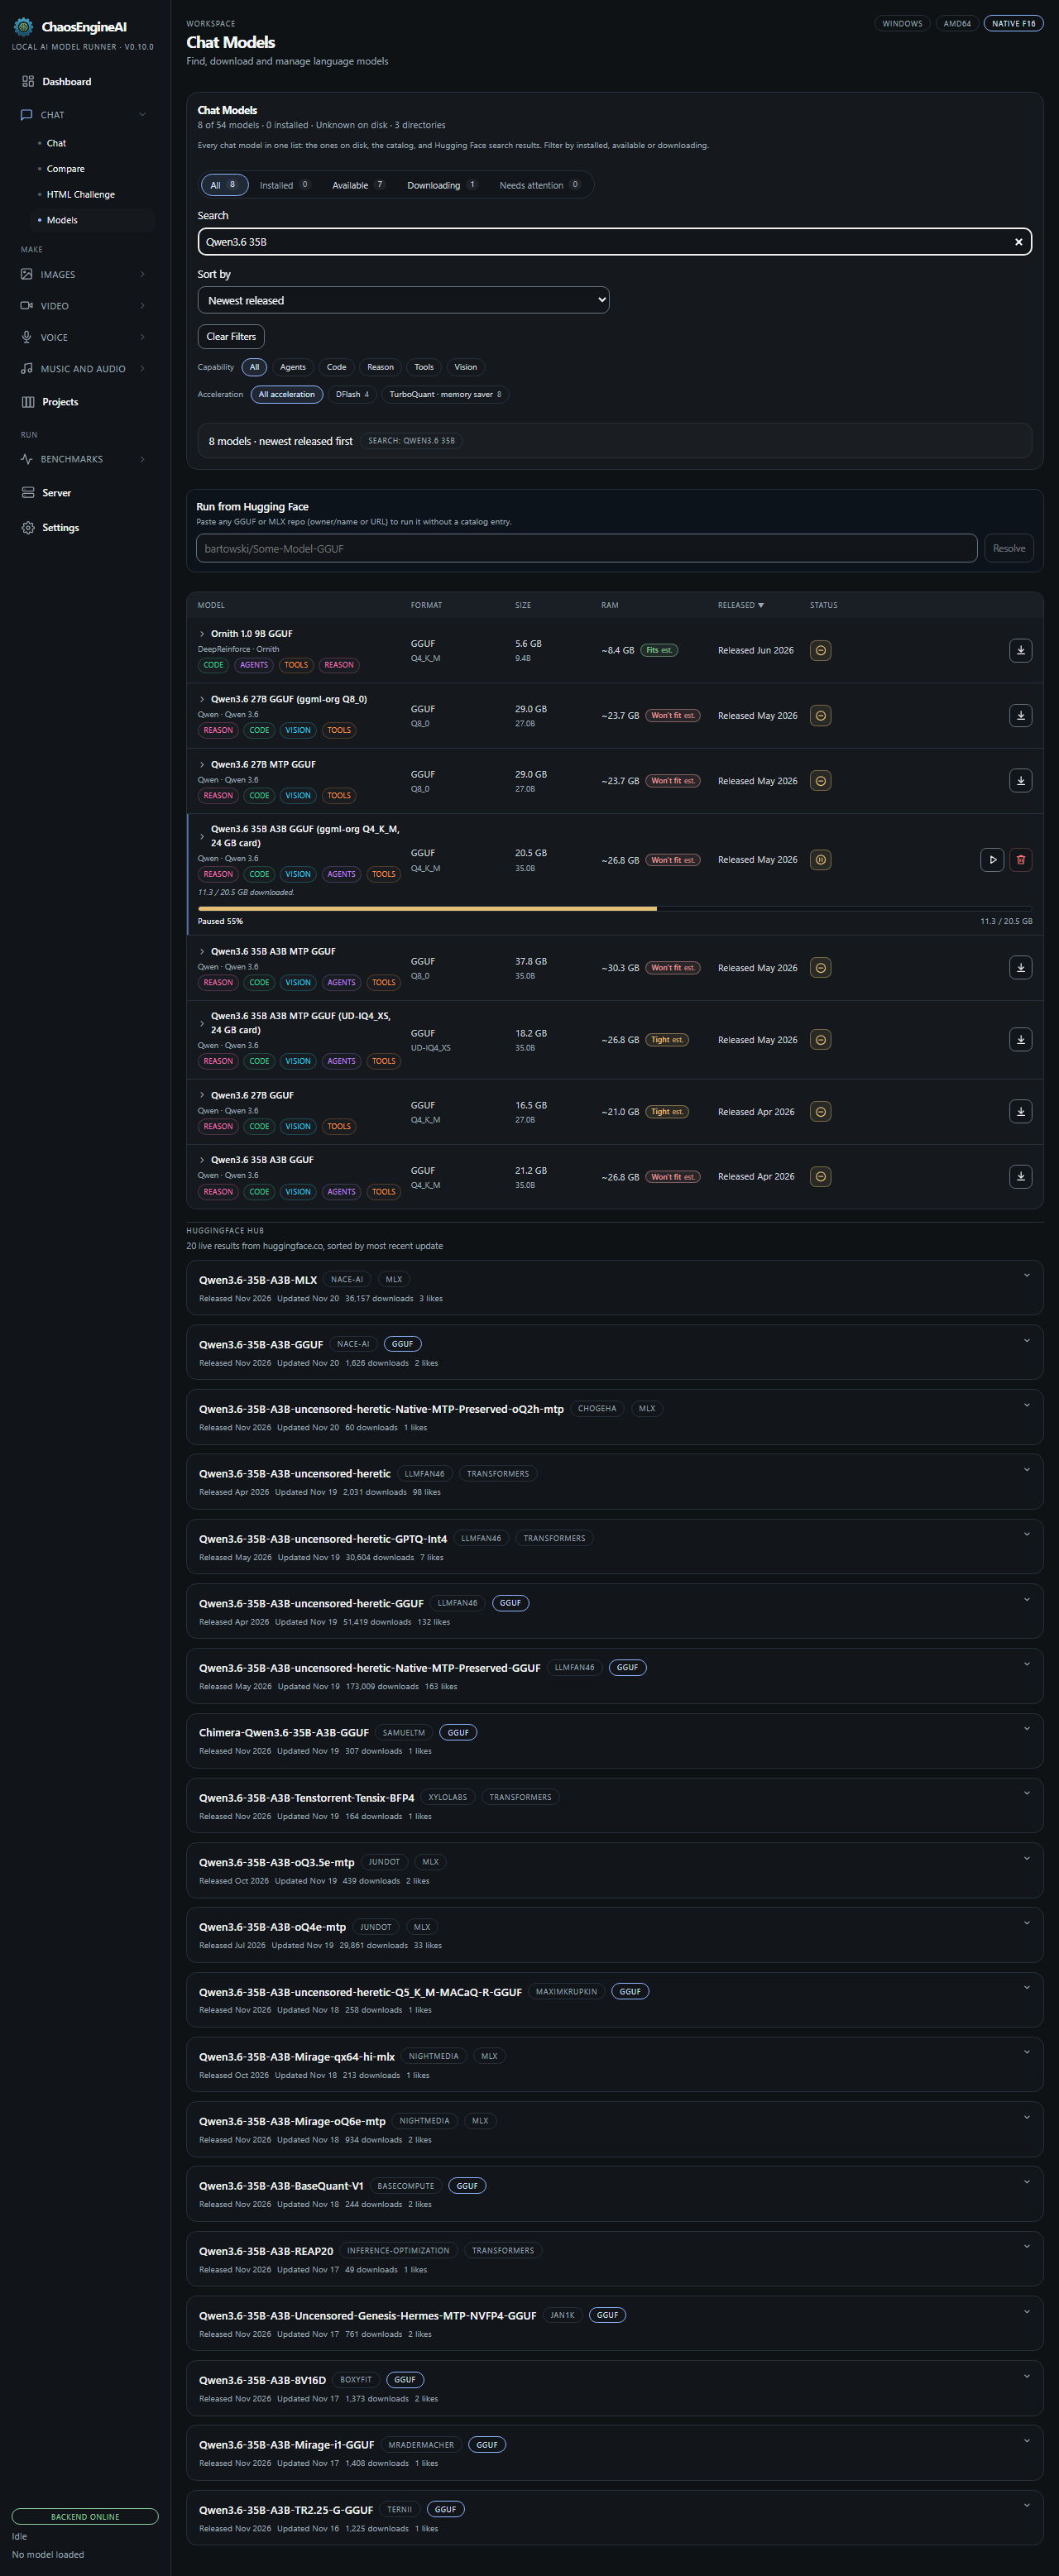 ChaosEngineAI
LOCAL AI MODEL RUNNER · V0.10.0
Dashboard
CHAT
Chat
Compare
HTML Challenge
Models
MAKE
IMAGES
VIDEO
VOICE
MUSIC AND AUDIO
Projects
RUN
BENCHMARKS
Server
Settings
BACKEND ONLINE
Idle
No model loaded
WORKSPACE
Chat Models
Find, download and manage language models
WINDOWS AMD64 NATIVE F16
Chat Models
8 of 54 models · 0 installed · Unknown on disk · 3 directories
Every chat model in one list: the ones on disk, the catalog, and Hugging Face search results. Filter by installed, available or downloading.
All 8 Installed 0 Available 7 Downloading 1 Needs attention 0
Search
Qwen3.6 35B
Sort by
Newest released
Clear Filters
Capability All Agents Code Reason Tools Vision
Acceleration All acceleration DFlash 4 TurboQuant · memory saver 8
8 models · newest released first SEARCH: QWEN3.6 35B
Run from Hugging Face
Paste any GGUF or MLX repo (owner/name or URL) to run it without a catalog entry.
bartowski/Some-Model-GGUF Resolve
MODEL FORMAT SIZE RAM RELEASED ▼ STATUS
Ornith 1.0 9B GGUF
DeepReinforce · Ornith
CODE AGENTS TOOLS REASON
GGUF
Q4_K_M
5.6 GB
9.4B
~8.4 GB Fits est.
Released Jun 2026
Qwen3.6 27B GGUF (ggml-org Q8_0)
Qwen · Qwen 3.6
REASON CODE VISION TOOLS
GGUF
Q8_0
29.0 GB
27.0B
~23.7 GB Won't fit est.
Released May 2026
Qwen3.6 27B MTP GGUF
Qwen · Qwen 3.6
REASON CODE VISION TOOLS
GGUF
Q8_0
29.0 GB
27.0B
~23.7 GB Won't fit est.
Released May 2026
Qwen3.6 35B A3B GGUF (ggml-org Q4_K_M,
24 GB card)
Qwen · Qwen 3.6
REASON CODE VISION AGENTS TOOLS
11.3 / 20.5 GB downloaded.
GGUF
Q4_K_M
20.5 GB
35.0B
~26.8 GB Won't fit est.
Released May 2026
Paused 55% 11.3 / 20.5 GB
Qwen3.6 35B A3B MTP GGUF
Qwen · Qwen 3.6
REASON CODE VISION AGENTS TOOLS
GGUF
Q8_0
37.8 GB
35.0B
~30.3 GB Won't fit est.
Released May 2026
Qwen3.6 35B A3B MTP GGUF (UD-IQ4_XS,
24 GB card)
Qwen · Qwen 3.6
REASON CODE VISION AGENTS TOOLS
GGUF
UD-IQ4_XS
18.2 GB
35.0B
~26.8 GB Tight est.
Released May 2026
Qwen3.6 27B GGUF
Qwen · Qwen 3.6
REASON CODE VISION TOOLS
GGUF
Q4_K_M
16.5 GB
27.0B
~21.0 GB Tight est.
Released Apr 2026
Qwen3.6 35B A3B GGUF
Qwen · Qwen 3.6
REASON CODE VISION AGENTS TOOLS
GGUF
Q4_K_M
21.2 GB
35.0B
~26.8 GB Won't fit est.
Released Apr 2026
HUGGINGFACE HUB
20 live results from huggingface.co, sorted by most recent update
Qwen3.6-35B-A3B-MLX NACE-AI MLX
Released Nov 2026 Updated Nov 20 36,157 downloads 3 likes
Qwen3.6-35B-A3B-GGUF NACE-AI GGUF
Released Nov 2026 Updated Nov 20 1,626 downloads 2 likes
Qwen3.6-35B-A3B-uncensored-heretic-Native-MTP-Preserved-oQ2h-mtp CHOGEHA MLX
Released Nov 2026 Updated Nov 20 60 downloads 1 likes
Qwen3.6-35B-A3B-uncensored-heretic LLMFAN46 TRANSFORMERS
Released Apr 2026 Updated Nov 19 2,031 downloads 98 likes
Qwen3.6-35B-A3B-uncensored-heretic-GPTQ-Int4 LLMFAN46 TRANSFORMERS
Released May 2026 Updated Nov 19 30,604 downloads 7 likes
Qwen3.6-35B-A3B-uncensored-heretic-GGUF LLMFAN46 GGUF
Released Apr 2026 Updated Nov 19 51,419 downloads 132 likes
Qwen3.6-35B-A3B-uncensored-heretic-Native-MTP-Preserved-GGUF LLMFAN46 GGUF
Released May 2026 Updated Nov 19 173,009 downloads 163 likes
Chimera-Qwen3.6-35B-A3B-GGUF SAMUELTM GGUF
Released Nov 2026 Updated Nov 19 307 downloads 1 likes
Qwen3.6-35B-A3B-Tenstorrent-Tensix-BFP4 XYLOLABS TRANSFORMERS
Released Nov 2026 Updated Nov 19 164 downloads 1 likes
Qwen3.6-35B-A3B-oQ3.5e-mtp JUNDOT MLX
Released Oct 2026 Updated Nov 19 439 downloads 2 likes
Qwen3.6-35B-A3B-oQ4e-mtp JUNDOT MLX
Released Jul 2026 Updated Nov 19 29,861 downloads 33 likes
Qwen3.6-35B-A3B-uncensored-heretic-Q5_K_M-MACaQ-R-GGUF MAXIMKRUPKIN GGUF
Released Nov 2026 Updated Nov 18 258 downloads 1 likes
Qwen3.6-35B-A3B-Mirage-qx64-hi-mlx NIGHTMEDIA MLX
Released Oct 2026 Updated Nov 18 213 downloads 1 likes
Qwen3.6-35B-A3B-Mirage-oQ6e-mtp NIGHTMEDIA MLX
Released Nov 2026 Updated Nov 18 934 downloads 2 likes
Qwen3.6-35B-A3B-BaseQuant-V1 BASECOMPUTE GGUF
Released Nov 2026 Updated Nov 18 244 downloads 2 likes
Qwen3.6-35B-A3B-REAP20 INFERENCE-OPTIMIZATION TRANSFORMERS
Released Nov 2026 Updated Nov 17 49 downloads 1 likes
Qwen3.6-35B-A3B-Uncensored-Genesis-Hermes-MTP-NVFP4-GGUF JAN1K GGUF
Released Nov 2026 Updated Nov 17 761 downloads 2 likes
Qwen3.6-35B-A3B-8V16D BOXYFIT GGUF
Released Nov 2026 Updated Nov 17 1,373 downloads 2 likes
Qwen3.6-35B-A3B-Mirage-i1-GGUF MRADERMACHER GGUF
Released Nov 2026 Updated Nov 17 1,408 downloads 1 likes
Qwen3.6-35B-A3B-TR2.25-G-GGUF TERNII GGUF
Released Nov 2026 Updated Nov 16 1,225 downloads 1 likes